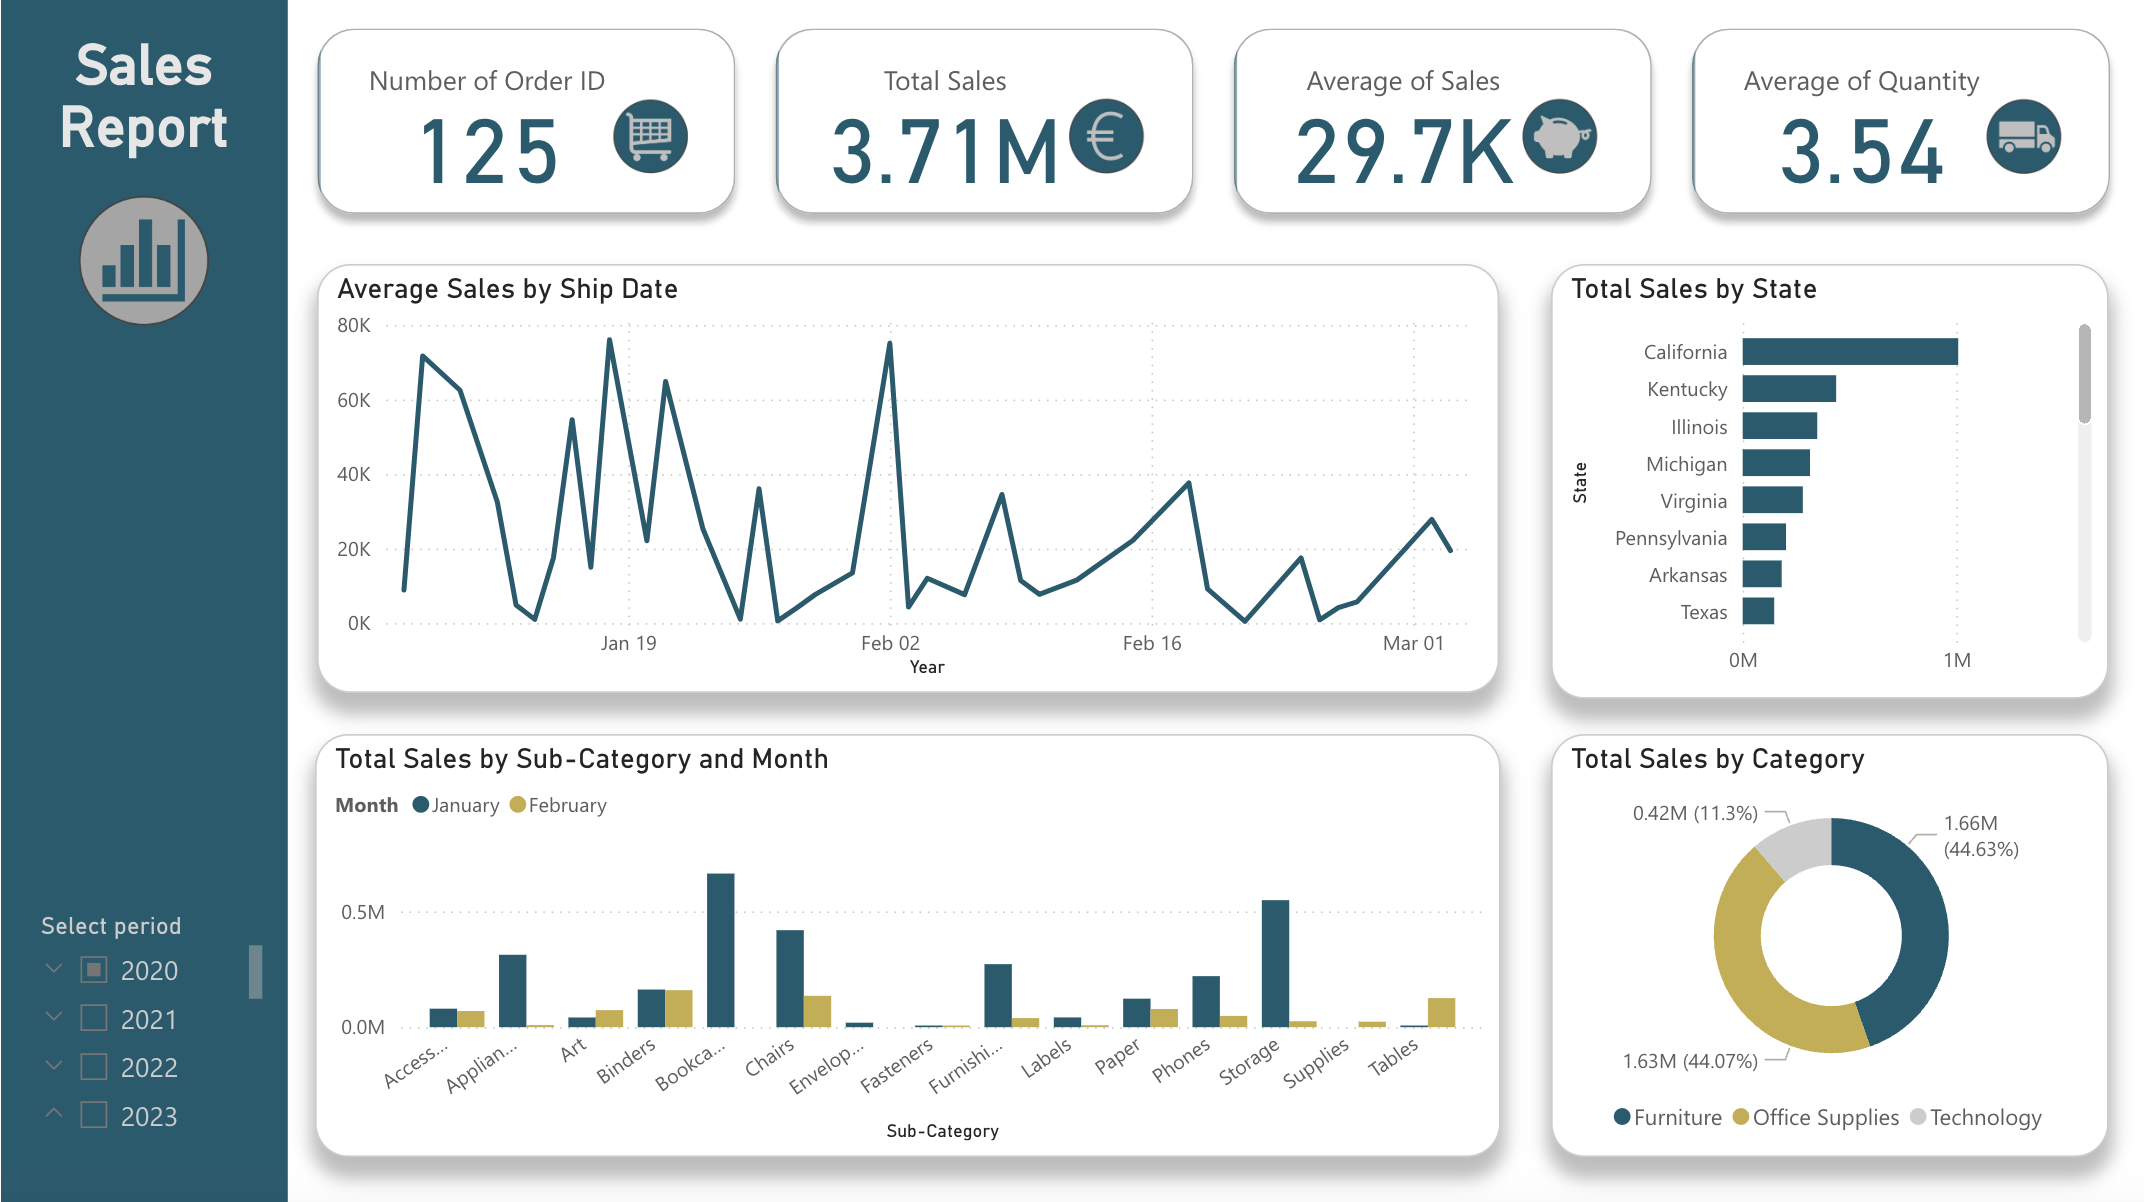 Sales
Report
Select period
2020
2021
2022
2023
Number of Order ID
125
Total Sales
3.71M
€
Average of Sales
29.7K
Average of Quantity
3.54
Average Sales by Ship Date
80K
60K
40K
20K
0K
Jan 19 Feb 02 Feb 16 Mar 01
Year
Total Sales by State
State
California
Kentucky
Illinois
Michigan
Virginia
Pennsylvania
Arkansas
Texas
0M 1M
Total Sales by Sub-Category and Month
Month January February
0.5M
0.0M
Access... Applian... Art Binders Bookca... Chairs Envelop... Fasteners Furnishi... Labels Paper Phones Storage Supplies Tables
Sub-Category
Total Sales by Category
0.42M (11.3%)
1.66M
(44.63%)
1.63M (44.07%)
Furniture Office Supplies Technology